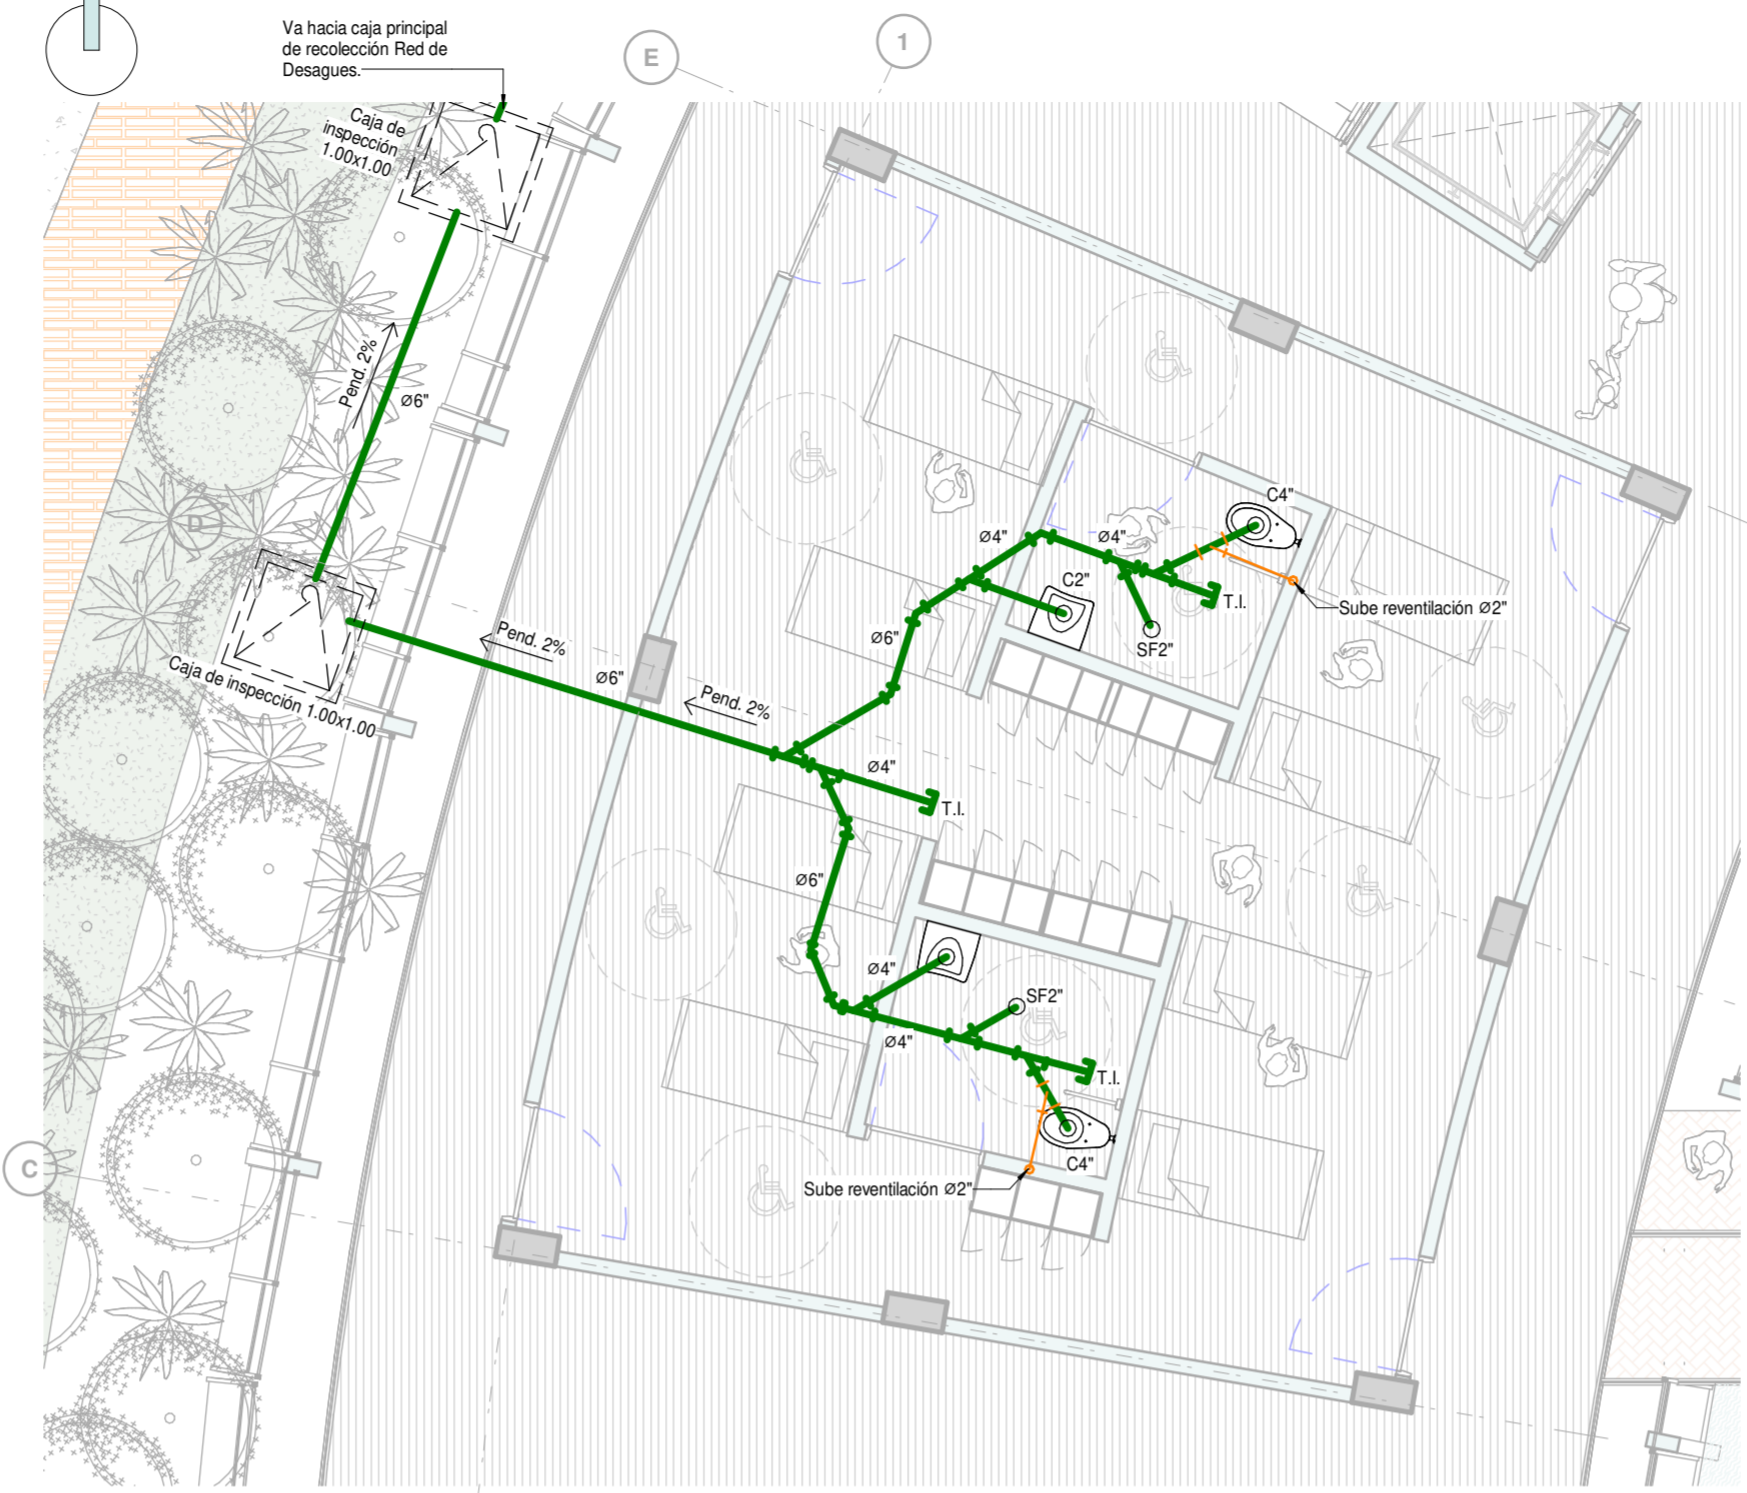 Va hacia caja principal
de recolección Red de
Desagues.
E
1
Caja de
inspección
1.00x1.00
Pend. 2%
Ø6"
D
Caja de inspección 1.00x1.00
Pend. 2%
Ø6"
Pend. 2%
C4"
Ø4"
Ø4"
C2"
T.I.
Sube reventilación Ø2"
SF2"
Ø6"
Ø4"
T.I.
Ø6"
Ø4"
SF2"
Ø4"
T.I.
C4"
Sube reventilación Ø2"
C